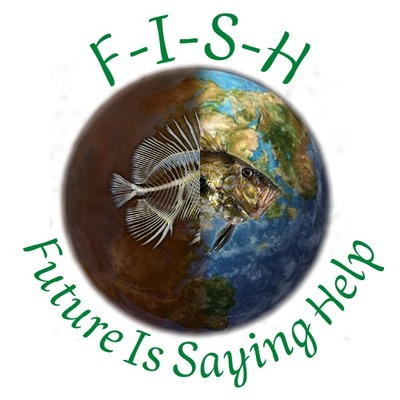 F-I-S-H
Future Is Saying Help